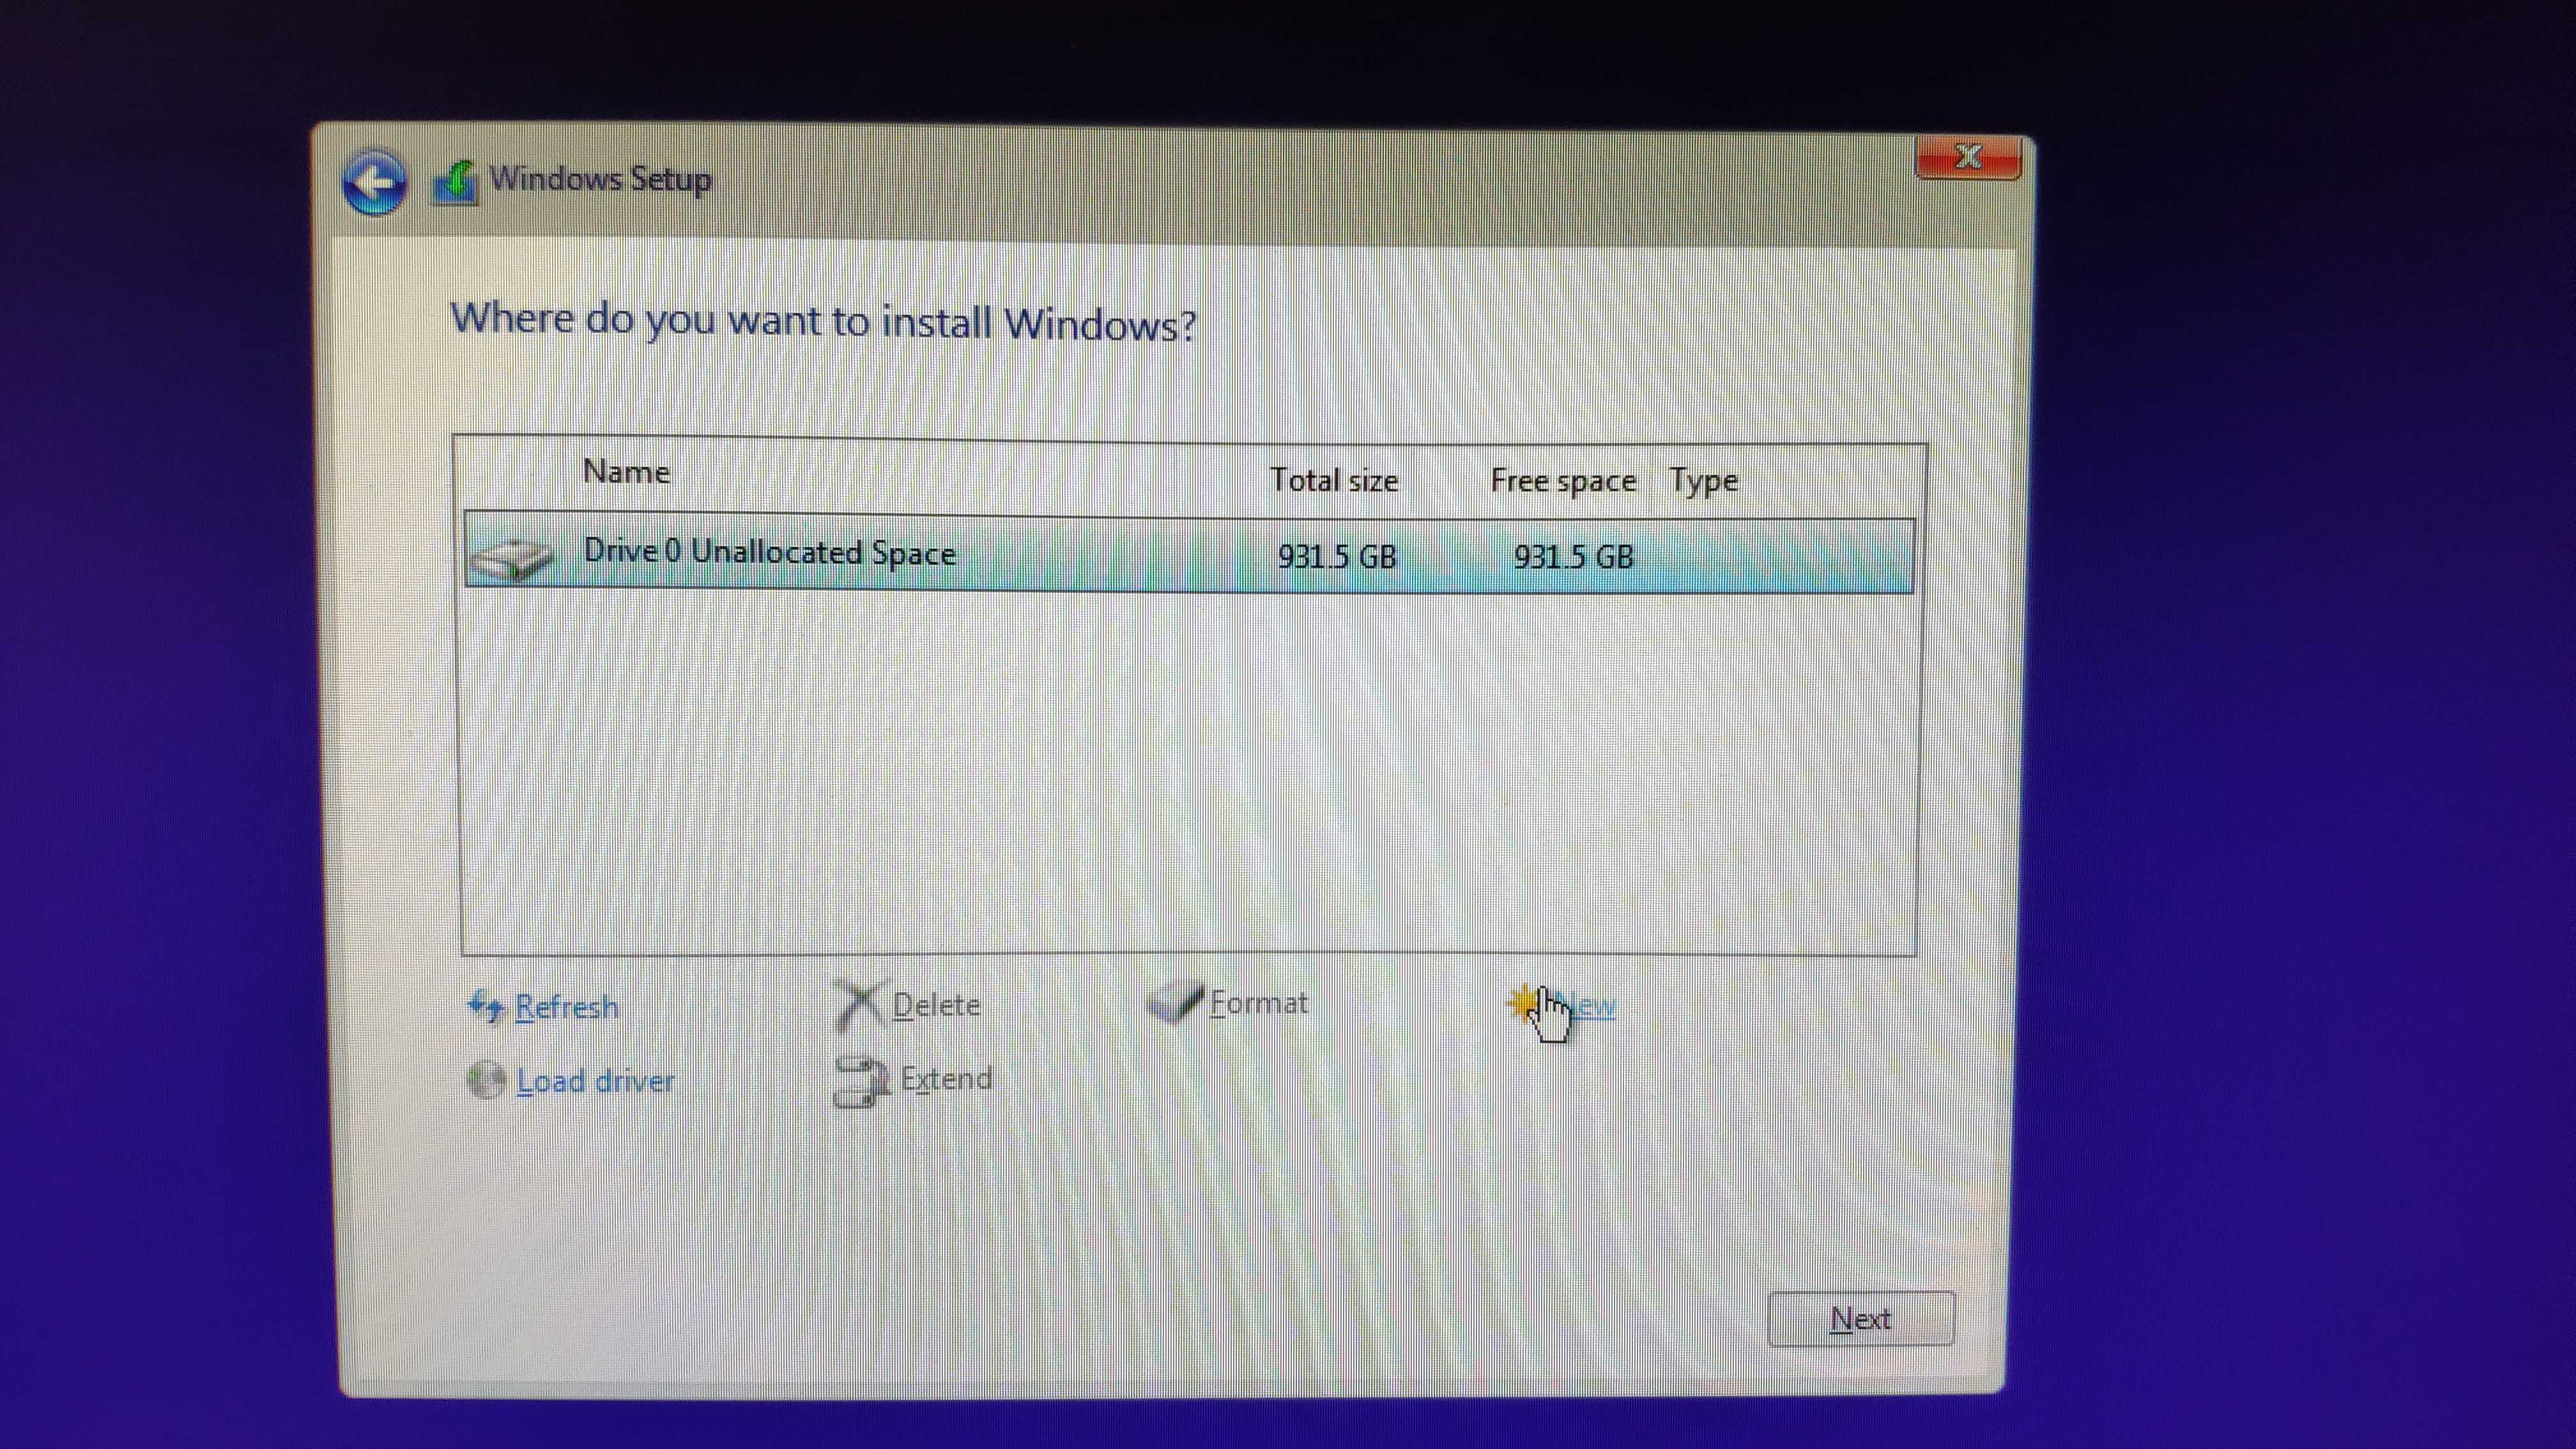 Windows Setup
X
Where do you want to install Windows?
Name Total size Free space Type
Drive 0 Unallocated Space 931.5 GB 931.5 GB
Refresh Delete Format New
Load driver Extend
Next